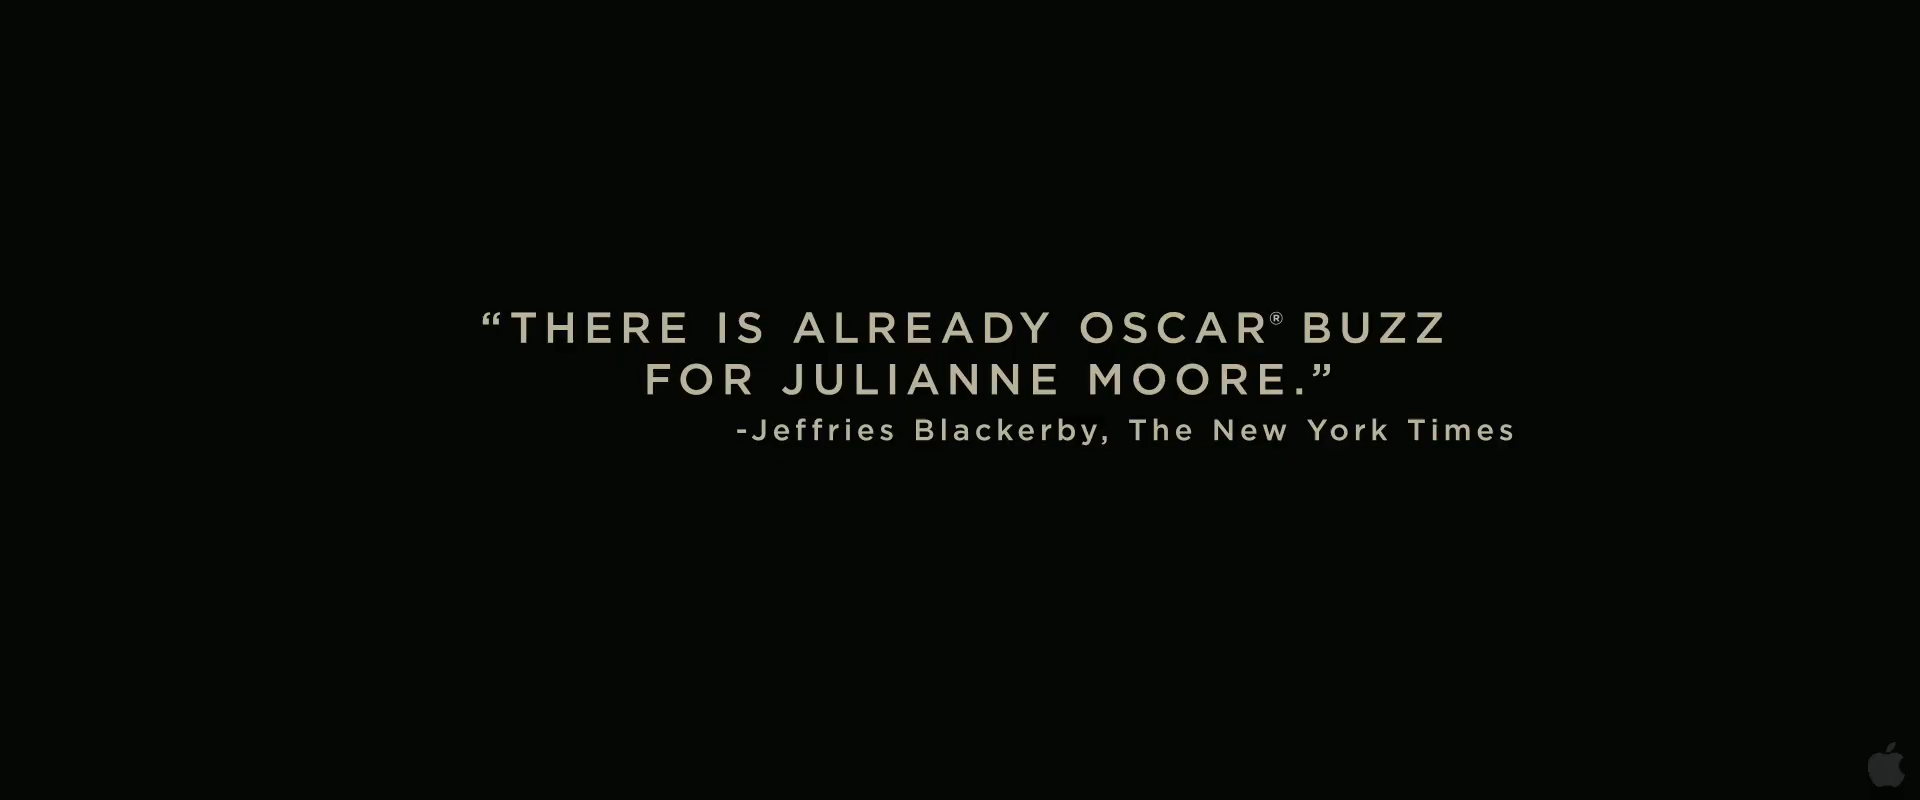 “THERE IS ALREADY OSCAR® BUZZ
FOR JULIANNE MOORE.”
-Jeffries Blackerby, The New York Times